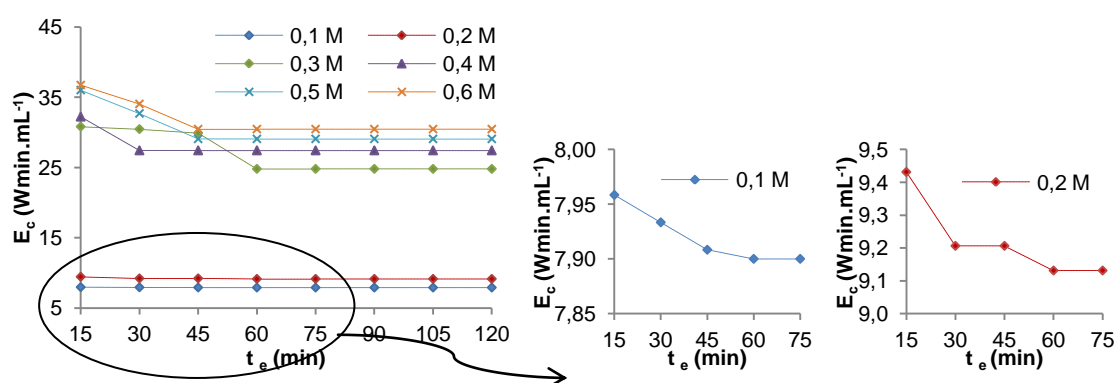 45
35
25
15
5
E_c (Wmin.mL⁻¹)
0,1 M 0,2 M
0,3 M 0,4 M
0,5 M 0,6 M
15 30 45 60 75 90 105 120
t_e (min)
8,00
7,95
7,90
7,85
E_c (Wmin.mL⁻¹)
0,1 M
15 30 45 60 75
t_e (min)
9,5
9,4
9,3
9,2
9,1
9,0
E_c (Wmin.mL⁻¹)
0,2 M
15 30 45 60 75
t_e (min)